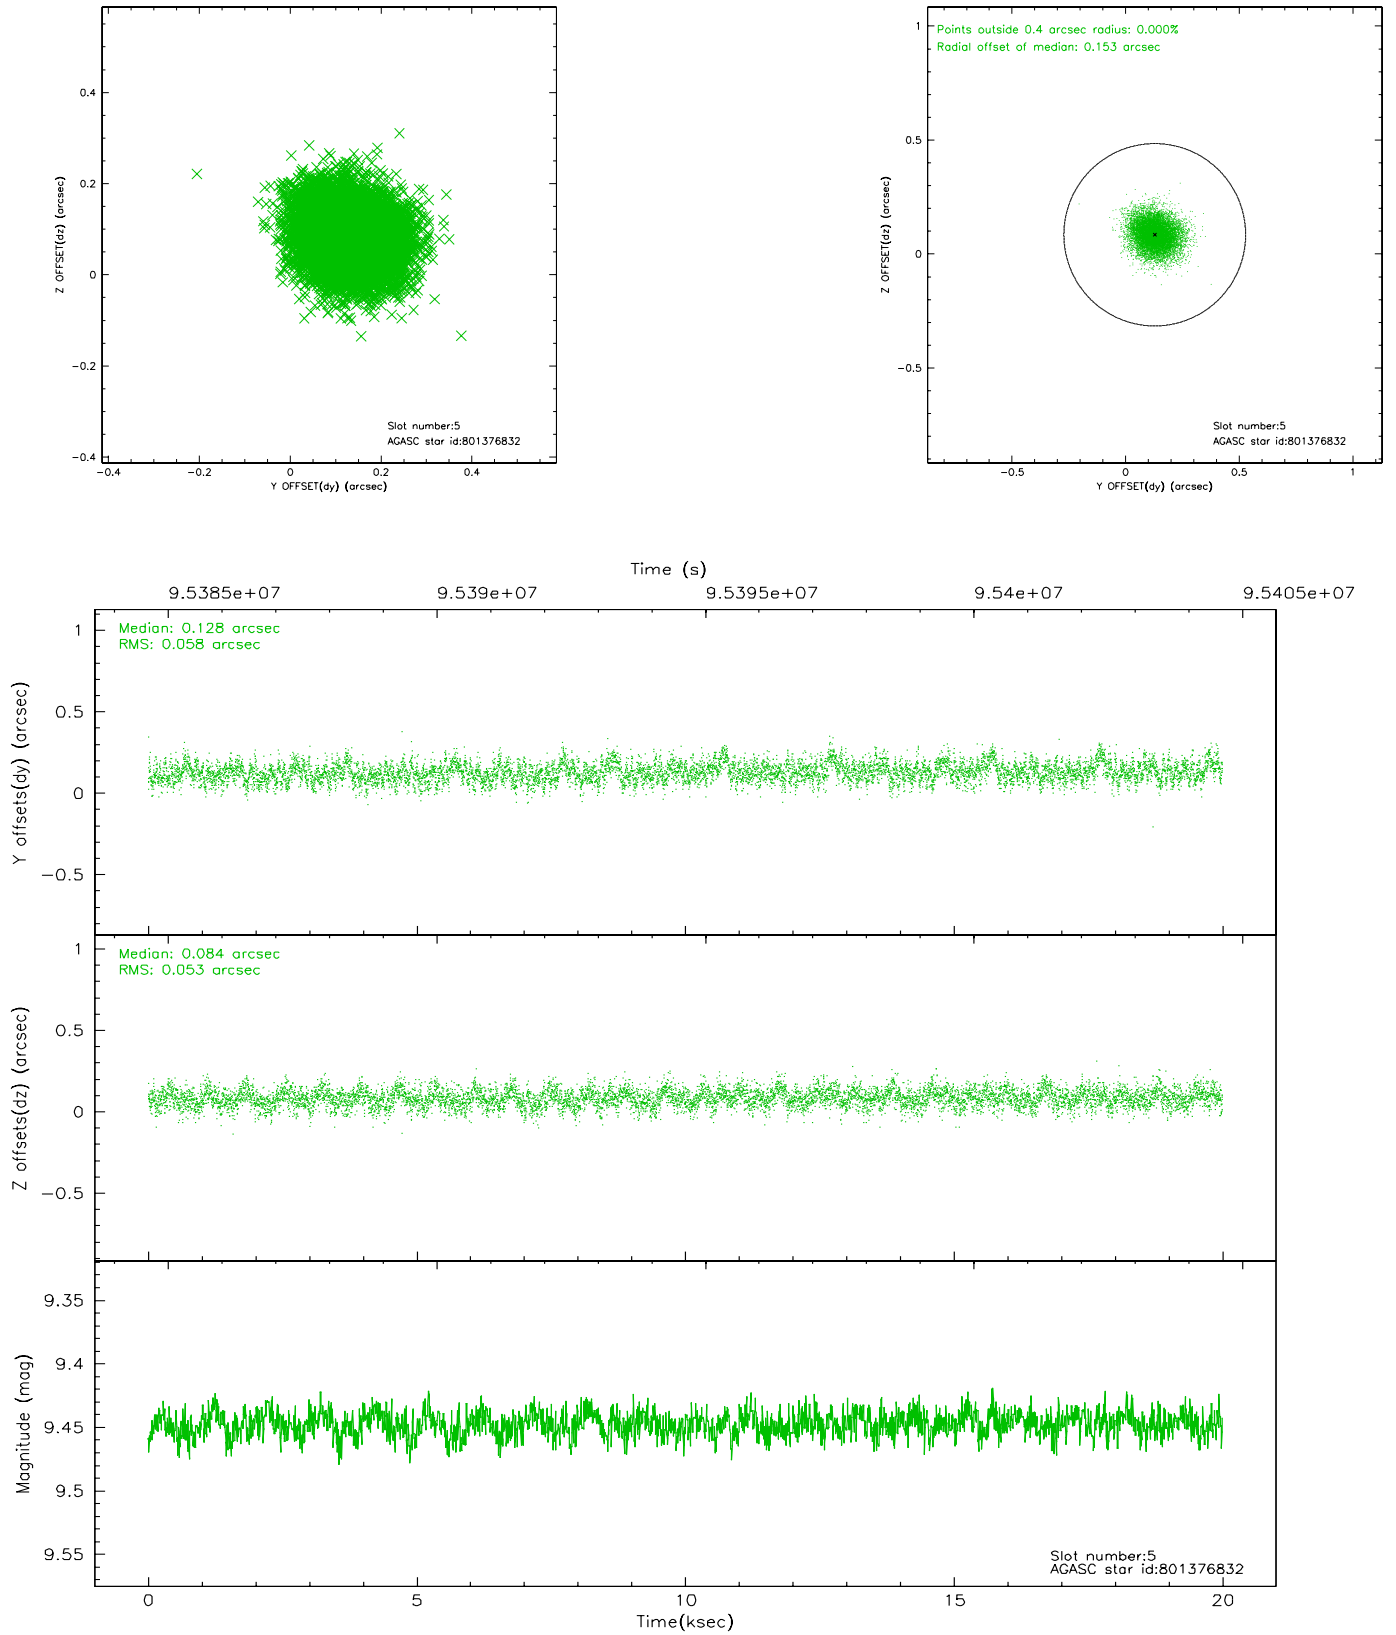 0.4
0.2
0
−0.2
−0.4
Z OFFSET(dz) (arcsec)
Slot number:5
AGASC star id:801376832
−0.4 −0.2 0 0.2 0.4
Y OFFSET(dy) (arcsec)
Points outside 0.4 arcsec radius: 0.000%
Radial offset of median: 0.153 arcsec
1
0.5
0
−0.5
Z OFFSET(dz) (arcsec)
Slot number:5
AGASC star id:801376832
−0.5 0 0.5 1
Y OFFSET(dy) (arcsec)
Time (s)
9.5385e+07 9.539e+07 9.5395e+07 9.54e+07 9.5405e+07
Median: 0.128 arcsec
RMS: 0.058 arcsec
1
0.5
0
−0.5
Y offsets(dy) (arcsec)
Median: 0.084 arcsec
RMS: 0.053 arcsec
1
0.5
0
−0.5
Z offsets(dz) (arcsec)
9.35
9.4
9.45
9.5
9.55
Magnitude (mag)
Slot number:5
AGASC star id:801376832
0 5 10 15 20
Time(ksec)